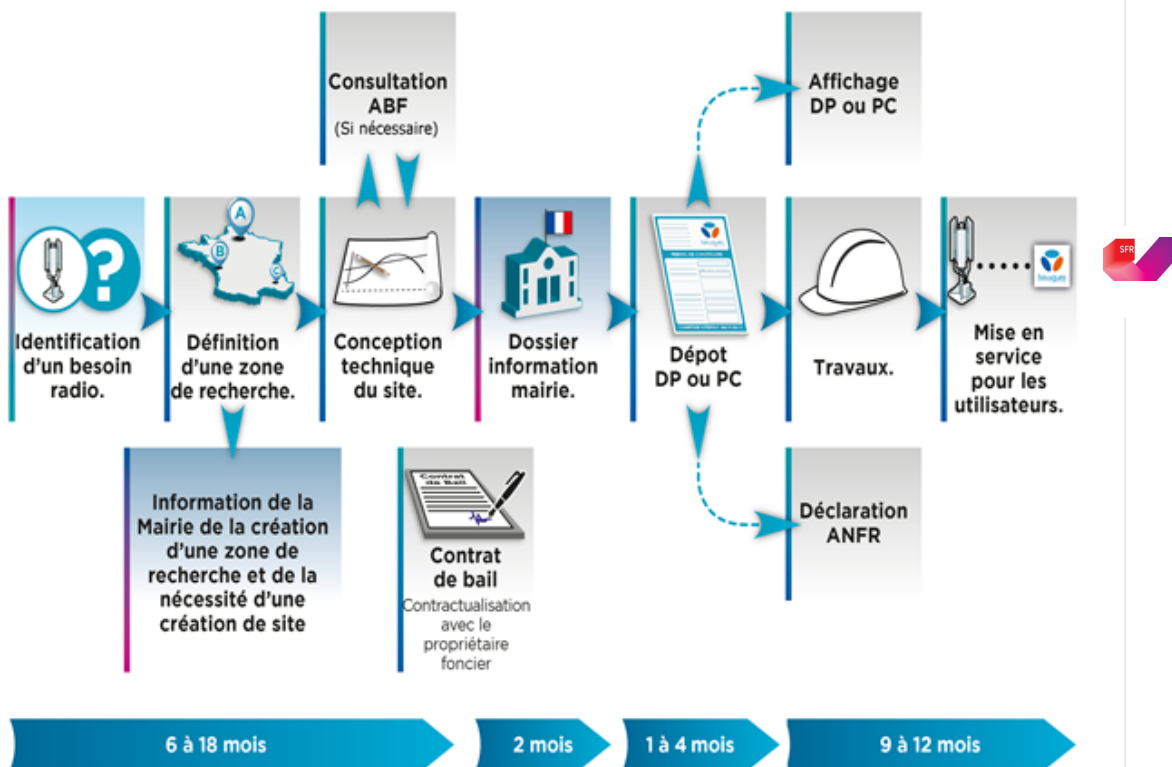 Consultation
ABF
(Si nécessaire)
Affichage
DP ou PC
A
B
C
Identification
d'un besoin
radio.
Définition
d'une zone
de recherche.
Conception
technique
du site.
Dossier
information
mairie.
Dépot
DP ou PC
Travaux.
Mise en
service
pour les
utilisateurs.
SFR
?
Information de la
Mairie de la création
d'une zone de
recherche et de la
nécessité d'une
création de site
Contrat
de Bail
Contrat
de bail
Contractualisation
avec le
propriétaire
foncier
Déclaration
ANFR
6 à 18 mois
2 mois
1 à 4 mois
9 à 12 mois